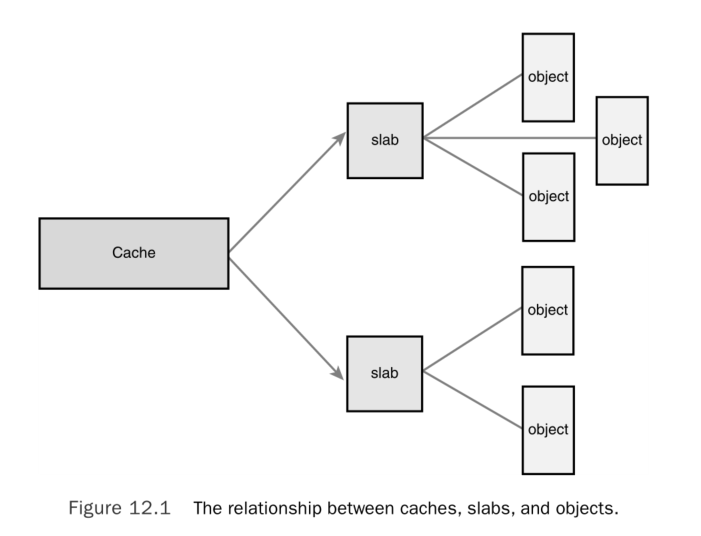 object
slab
object
object
Cache
object
slab
object
Figure 12.1 The relationship between caches, slabs, and objects.